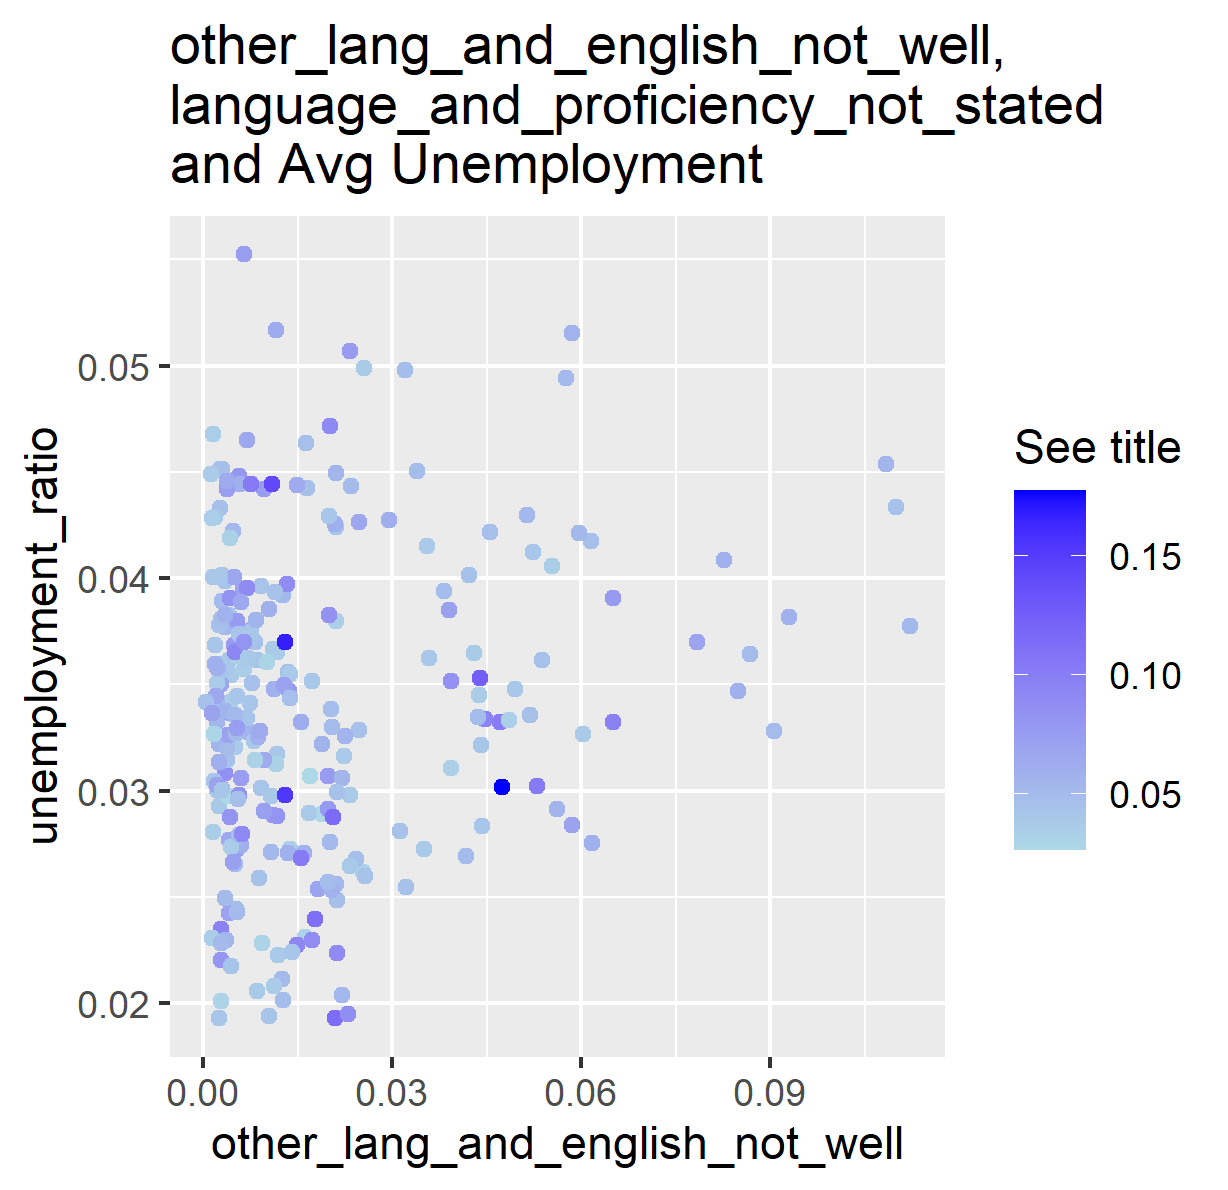 other_lang_and_english_not_well,
language_and_proficiency_not_stated
and Avg Unemployment
unemployment_ratio
0.05
0.04
0.03
0.02
0.00
0.03
0.06
0.09
other_lang_and_english_not_well
See title
0.15
0.10
0.05